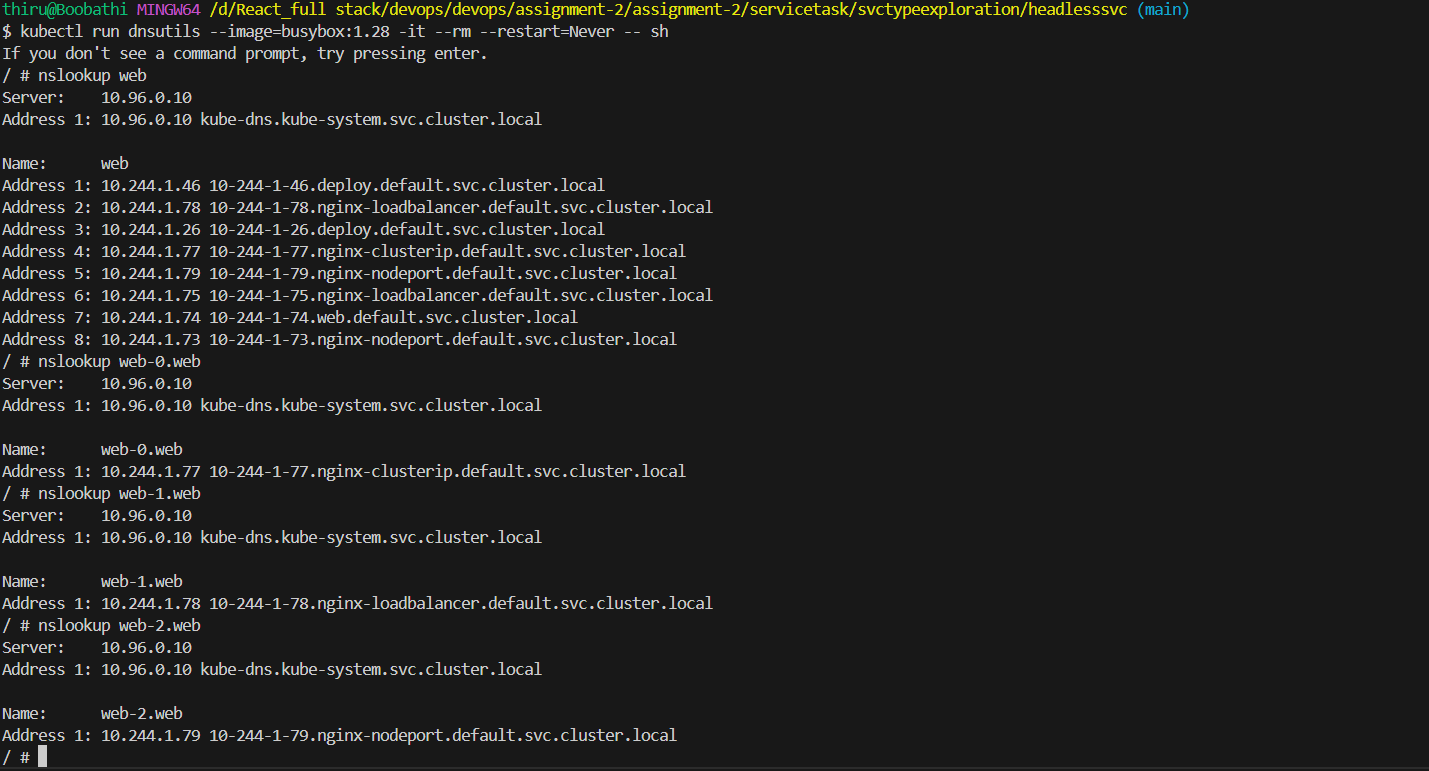 thiru@Boobathi MINGW64 /d/React_full stack/devops/devops/assignment-2/assignment-2/servicetask/svctypeexploration/headlesssvc (main)
$ kubectl run dnsutils --image=busybox:1.28 -it --rm --restart=Never -- sh
If you don't see a command prompt, try pressing enter.
/ # nslookup web
Server:    10.96.0.10
Address 1: 10.96.0.10 kube-dns.kube-system.svc.cluster.local

Name:      web
Address 1: 10.244.1.46 10-244-1-46.deploy.default.svc.cluster.local
Address 2: 10.244.1.78 10-244-1-78.nginx-loadbalancer.default.svc.cluster.local
Address 3: 10.244.1.26 10-244-1-26.deploy.default.svc.cluster.local
Address 4: 10.244.1.77 10-244-1-77.nginx-clusterip.default.svc.cluster.local
Address 5: 10.244.1.79 10-244-1-79.nginx-nodeport.default.svc.cluster.local
Address 6: 10.244.1.75 10-244-1-75.nginx-loadbalancer.default.svc.cluster.local
Address 7: 10.244.1.74 10-244-1-74.web.default.svc.cluster.local
Address 8: 10.244.1.73 10-244-1-73.nginx-nodeport.default.svc.cluster.local
/ # nslookup web-0.web
Server:    10.96.0.10
Address 1: 10.96.0.10 kube-dns.kube-system.svc.cluster.local

Name:      web-0.web
Address 1: 10.244.1.77 10-244-1-77.nginx-clusterip.default.svc.cluster.local
/ # nslookup web-1.web
Server:    10.96.0.10
Address 1: 10.96.0.10 kube-dns.kube-system.svc.cluster.local

Name:      web-1.web
Address 1: 10.244.1.78 10-244-1-78.nginx-loadbalancer.default.svc.cluster.local
/ # nslookup web-2.web
Server:    10.96.0.10
Address 1: 10.96.0.10 kube-dns.kube-system.svc.cluster.local

Name:      web-2.web
Address 1: 10.244.1.79 10-244-1-79.nginx-nodeport.default.svc.cluster.local
/ #